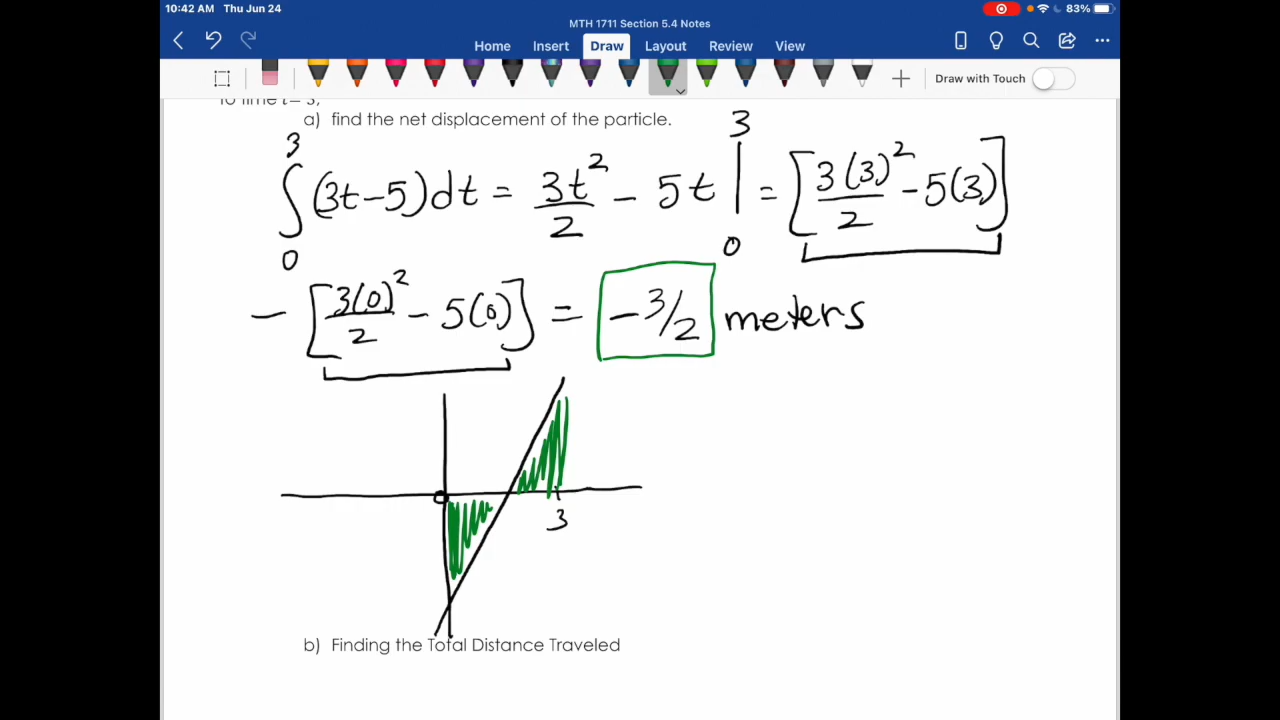 10:42 AM Thu Jun 24
83%
MTH 1711 Section 5.4 Notes
Home Insert Draw Layout Review View
Draw with Touch
To time t= 3,
a) find the net displacement of the particle.
∫₀³ (3t-5)dt = 3t²/2 - 5t |₀³ = [3(3)²/2 - 5(3)]
- [3(0)²/2 - 5(0)] = -3/2 meters
3
b) Finding the Total Distance Traveled